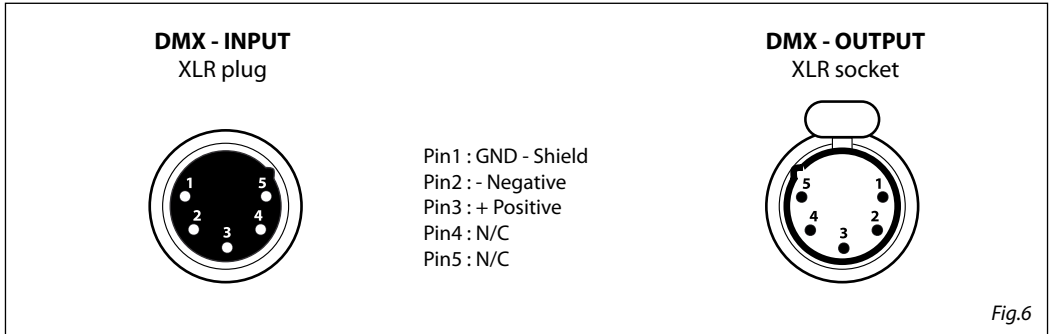 DMX - INPUT
XLR plug
DMX - OUTPUT
XLR socket
1
5
2
4
3
Pin1 : GND - Shield
Pin2 : - Negative
Pin3 : + Positive
Pin4 : N/C
Pin5 : N/C
5
1
4
2
3
Fig.6